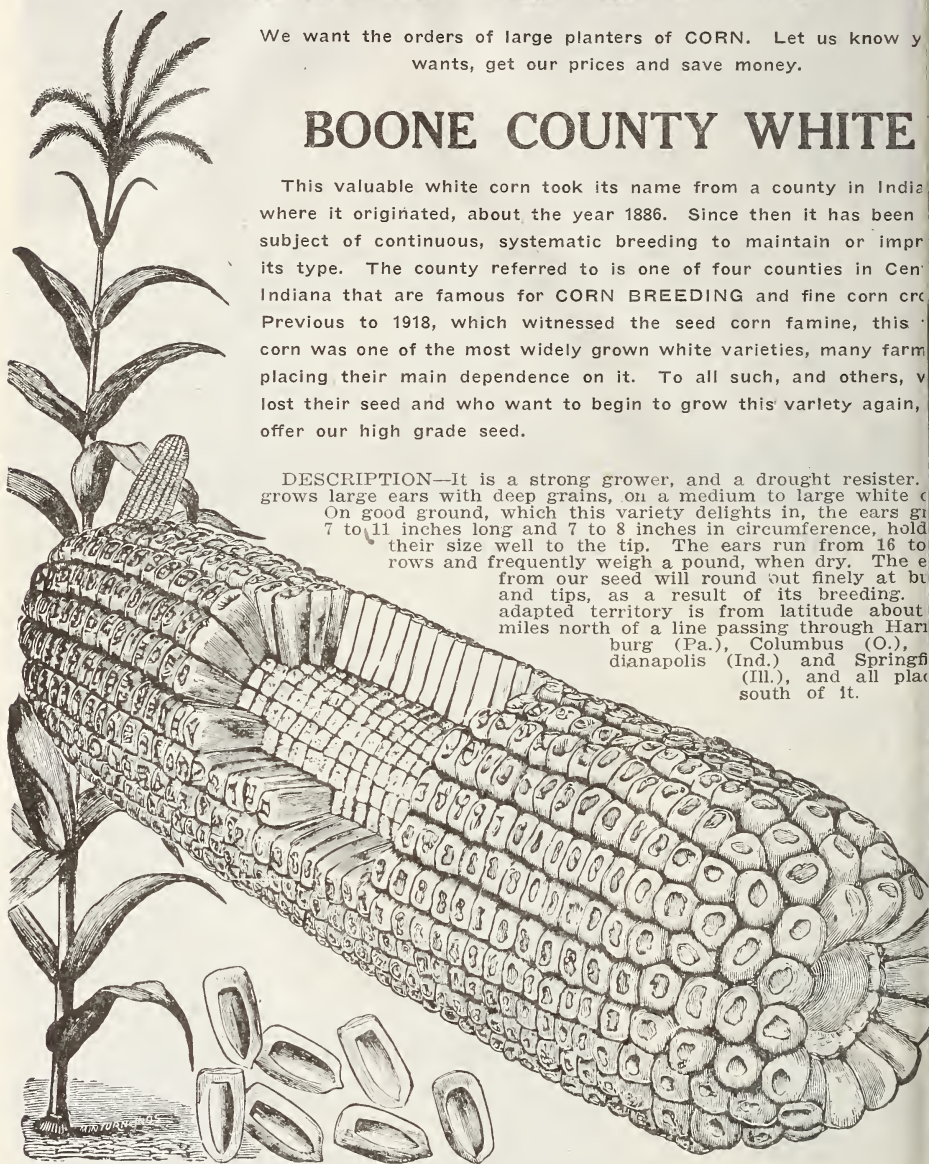 We want the orders of large planters of CORN. Let us know y
wants, get our prices and save money.
BOONE COUNTY WHITE
This valuable white corn took its name from a county in India
where it originated, about the year 1886. Since then it has been
subject of continuous, systematic breeding to maintain or impr
its type. The county referred to is one of four counties in Cen
Indiana that are famous for CORN BREEDING and fine corn cro
Previous to 1918, which witnessed the seed corn famine, this
corn was one of the most widely grown white varieties, many farm
placing their main dependence on it. To all such, and others, w
lost their seed and who want to begin to grow this variety again,
offer our high grade seed.
DESCRIPTION—It is a strong grower, and a drought resister.
grows large ears with deep grains, on a medium to large white c
On good ground, which this variety delights in, the ears gr
7 to 11 inches long and 7 to 8 inches in circumference, hold
their size well to the tip. The ears run from 16 to
rows and frequently weigh a pound, when dry. The e
from our seed will round out finely at bu
and tips, as a result of its breeding.
adapted territory is from latitude about
miles north of a line passing through Harri
burg (Pa.), Columbus (O.),
dianapolis (Ind.) and Springfi
(Ill.), and all plac
south of it.